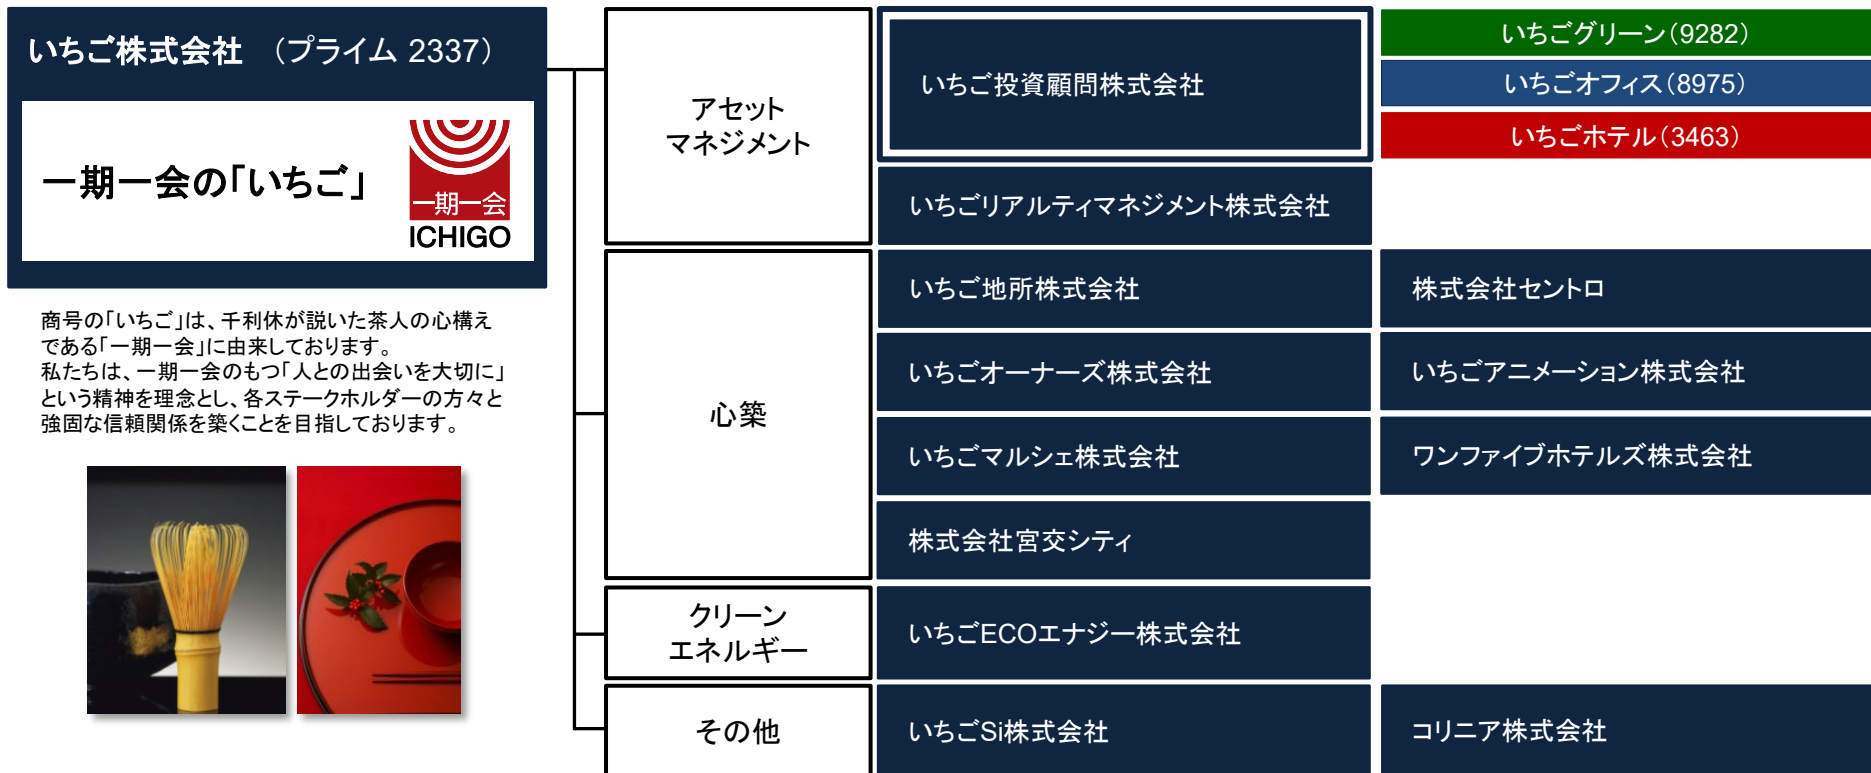 いちご株式会社 （プライム 2337）
一期一会の「いちご」
一期一会
ICHIGO
商号の「いちご」は、千利休が説いた茶人の心構え
である「一期一会」に由来しております。
私たちは、一期一会のもつ「人との出会いを大切に」
という精神を理念とし、各ステークホルダーの方々と
強固な信頼関係を築くことを目指しております。
アセット
マネジメント
いちご投資顧問株式会社
いちごグリーン（9282）
いちごオフィス（8975）
いちごホテル（3463）
いちごリアルティマネジメント株式会社
心築
いちご地所株式会社
株式会社セントロ
いちごオーナーズ株式会社
いちごアニメーション株式会社
いちごマルシェ株式会社
ワンファイブホテルズ株式会社
株式会社宮交シティ
クリーン
エネルギー
いちごECOエナジー株式会社
その他
いちごSi株式会社
コリニア株式会社